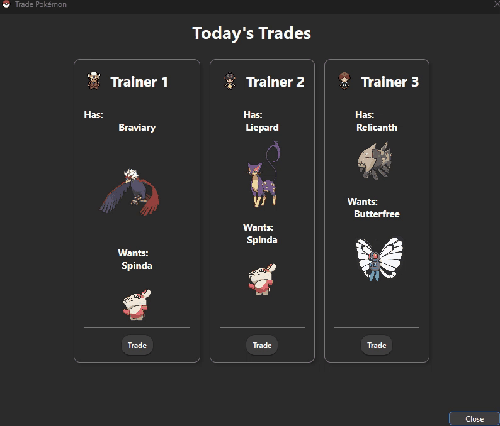 Trade Pokémon
Today's Trades
Trainer 1
Has:
Braviary
Wants:
Spinda
Trade
Trainer 2
Has:
Liepard
Wants:
Spinda
Trade
Trainer 3
Has:
Relicanth
Wants:
Butterfree
Trade
Close